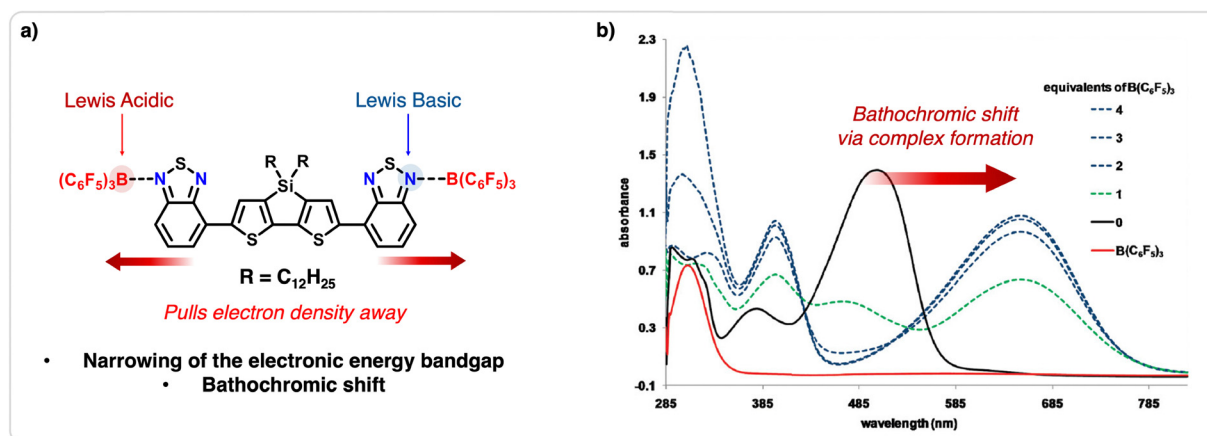 a)
Lewis Acidic
Lewis Basic
R R
S Si S
(C₆F₅)₃B N N N N B(C₆F₅)₃
S S
R = C₁₂H₂₅
Pulls electron density away
• Narrowing of the electronic energy bandgap
• Bathochromic shift
b)
2.3
1.9
1.5
1.1
0.7
0.3
-0.1
absorbance
285 385 485 585 685 785
wavelength (nm)
Bathochromic shift
via complex formation
equivalents of B(C₆F₅)₃
4
3
2
1
0
B(C₆F₅)₃